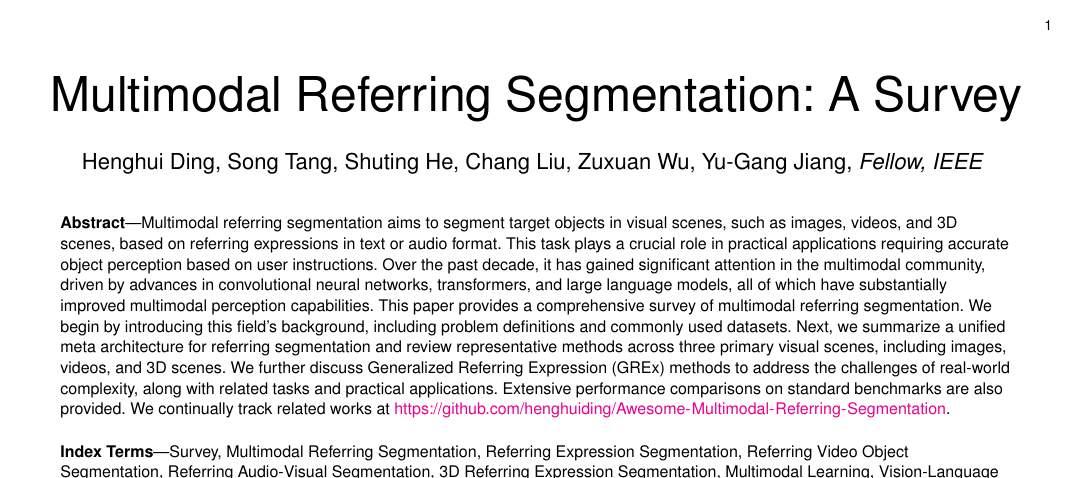 1
Multimodal Referring Segmentation: A Survey
Henghui Ding, Song Tang, Shuting He, Chang Liu, Zuxuan Wu, Yu-Gang Jiang, Fellow, IEEE
Abstract—Multimodal referring segmentation aims to segment target objects in visual scenes, such as images, videos, and 3D
scenes, based on referring expressions in text or audio format. This task plays a crucial role in practical applications requiring accurate
object perception based on user instructions. Over the past decade, it has gained significant attention in the multimodal community,
driven by advances in convolutional neural networks, transformers, and large language models, all of which have substantially
improved multimodal perception capabilities. This paper provides a comprehensive survey of multimodal referring segmentation. We
begin by introducing this field's background, including problem definitions and commonly used datasets. Next, we summarize a unified
meta architecture for referring segmentation and review representative methods across three primary visual scenes, including images,
videos, and 3D scenes. We further discuss Generalized Referring Expression (GREx) methods to address the challenges of real-world
complexity, along with related tasks and practical applications. Extensive performance comparisons on standard benchmarks are also
provided. We continually track related works at https://github.com/henghuiding/Awesome-Multimodal-Referring-Segmentation.
Index Terms—Survey, Multimodal Referring Segmentation, Referring Expression Segmentation, Referring Video Object
Segmentation, Referring Audio-Visual Segmentation, 3D Referring Expression Segmentation, Multimodal Learning, Vision-Language